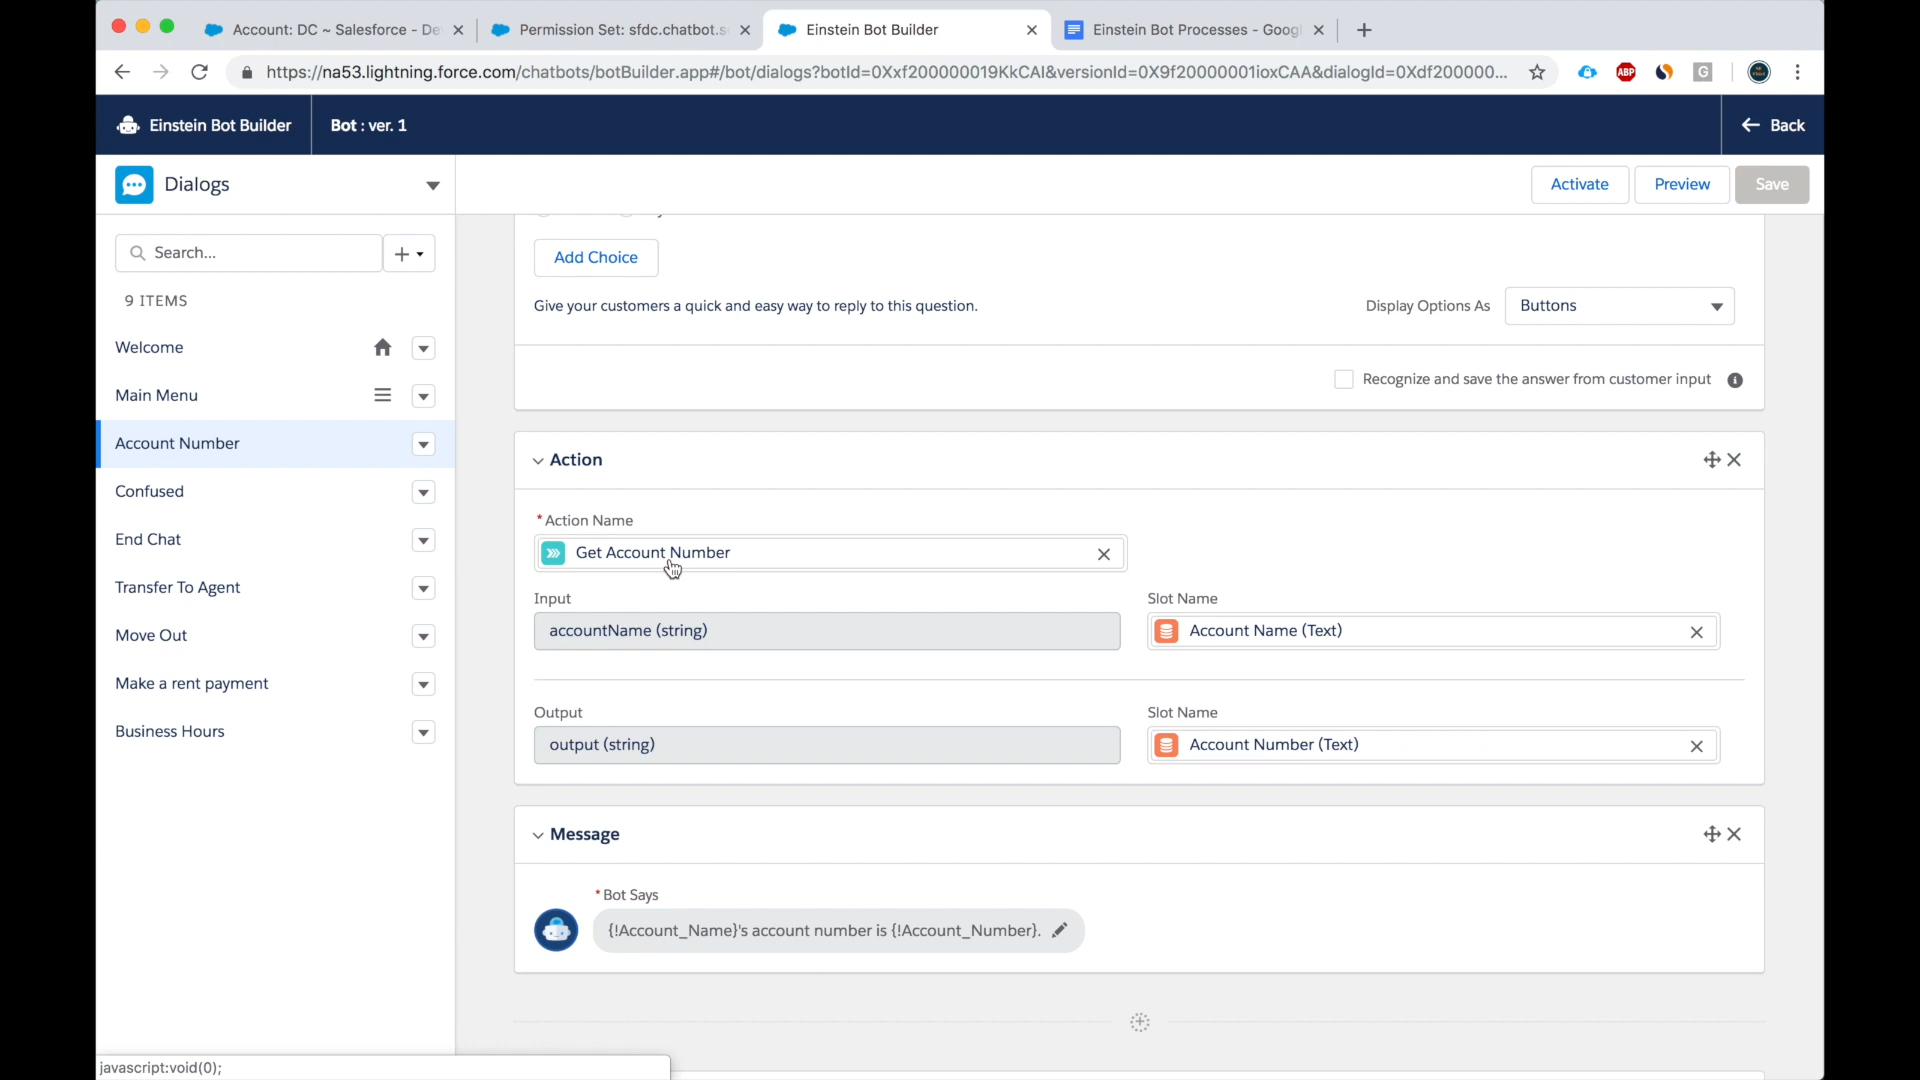 Account: DC ~ Salesforce - De
Permission Set: sfdc.chatbot.s
Einstein Bot Builder
Einstein Bot Processes - Goog
https://na53.lightning.force.com/chatbots/botBuilder.app#/bot/dialogs?botId=0Xxf200000019KkCAI&versionId=0X9f20000001ioxCAA&dialogId=0Xdf200000...
ABP
G
Einstein Bot Builder
Bot : ver. 1
Back
Dialogs
Activate
Preview
Save
Search...
9 ITEMS
Welcome
Main Menu
Account Number
Confused
End Chat
Transfer To Agent
Move Out
Make a rent payment
Business Hours
Add Choice
Give your customers a quick and easy way to reply to this question.
Display Options As
Buttons
Recognize and save the answer from customer input
Action
* Action Name
Get Account Number
Input
Slot Name
accountName (string)
Account Name (Text)
Output
Slot Name
output (string)
Account Number (Text)
Message
* Bot Says
{!Account_Name}'s account number is {!Account_Number}.
javascript:void(0);